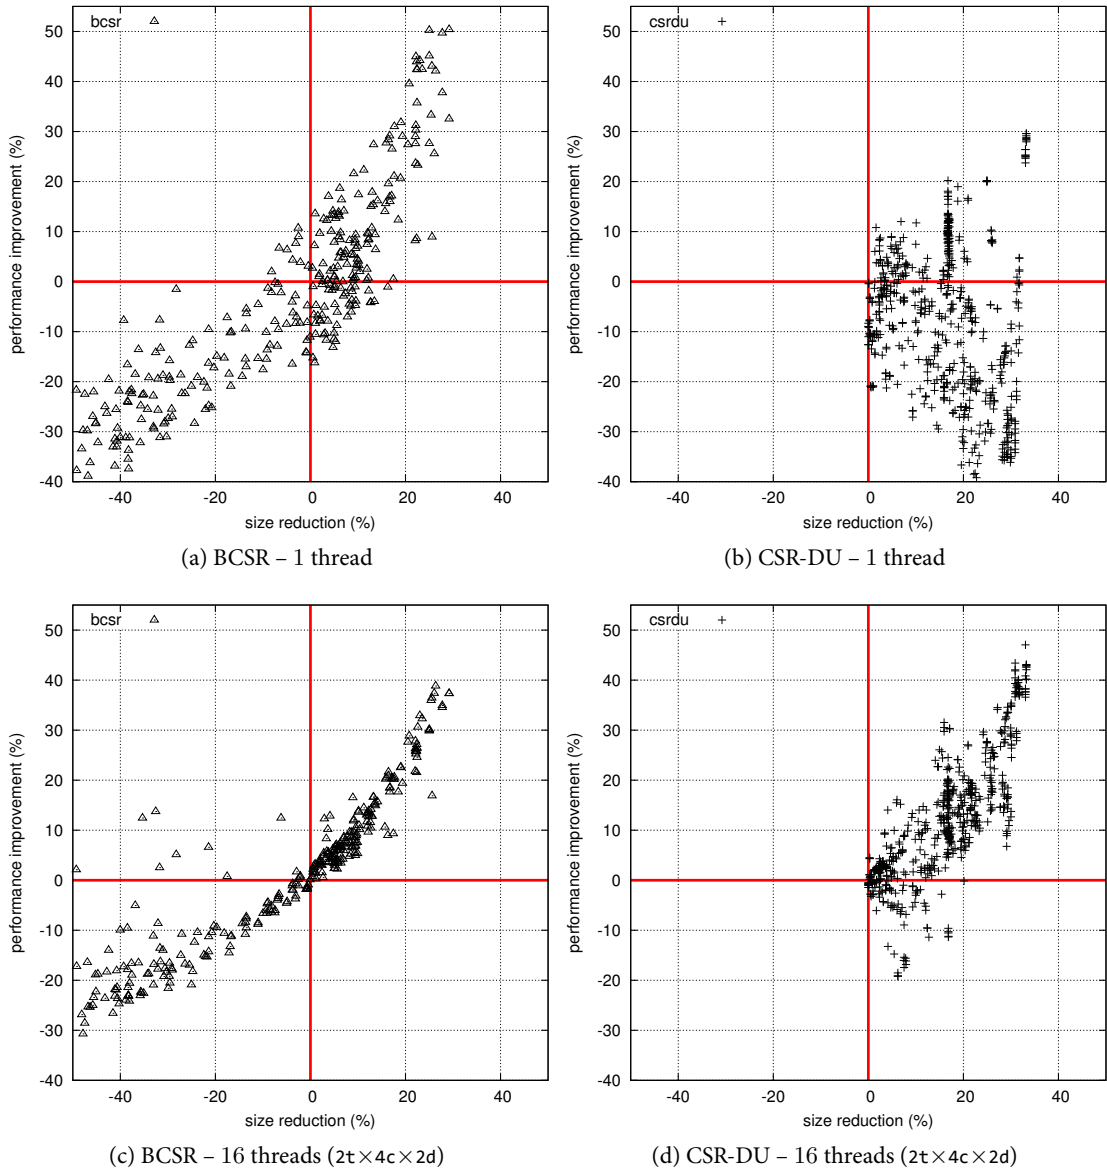 bcsr
50
40
30
20
10
0
-10
-20
-30
-40
-40 -20 0 20 40
performance improvement (%)
size reduction (%)
(a) BCSR – 1 thread
csrdu
50
40
30
20
10
0
-10
-20
-30
-40
-40 -20 0 20 40
performance improvement (%)
size reduction (%)
(b) CSR-DU – 1 thread
bcsr
50
40
30
20
10
0
-10
-20
-30
-40
-40 -20 0 20 40
performance improvement (%)
size reduction (%)
(c) BCSR – 16 threads (2t×4c×2d)
csrdu
50
40
30
20
10
0
-10
-20
-30
-40
-40 -20 0 20 40
performance improvement (%)
size reduction (%)
(d) CSR-DU – 16 threads (2t×4c×2d)